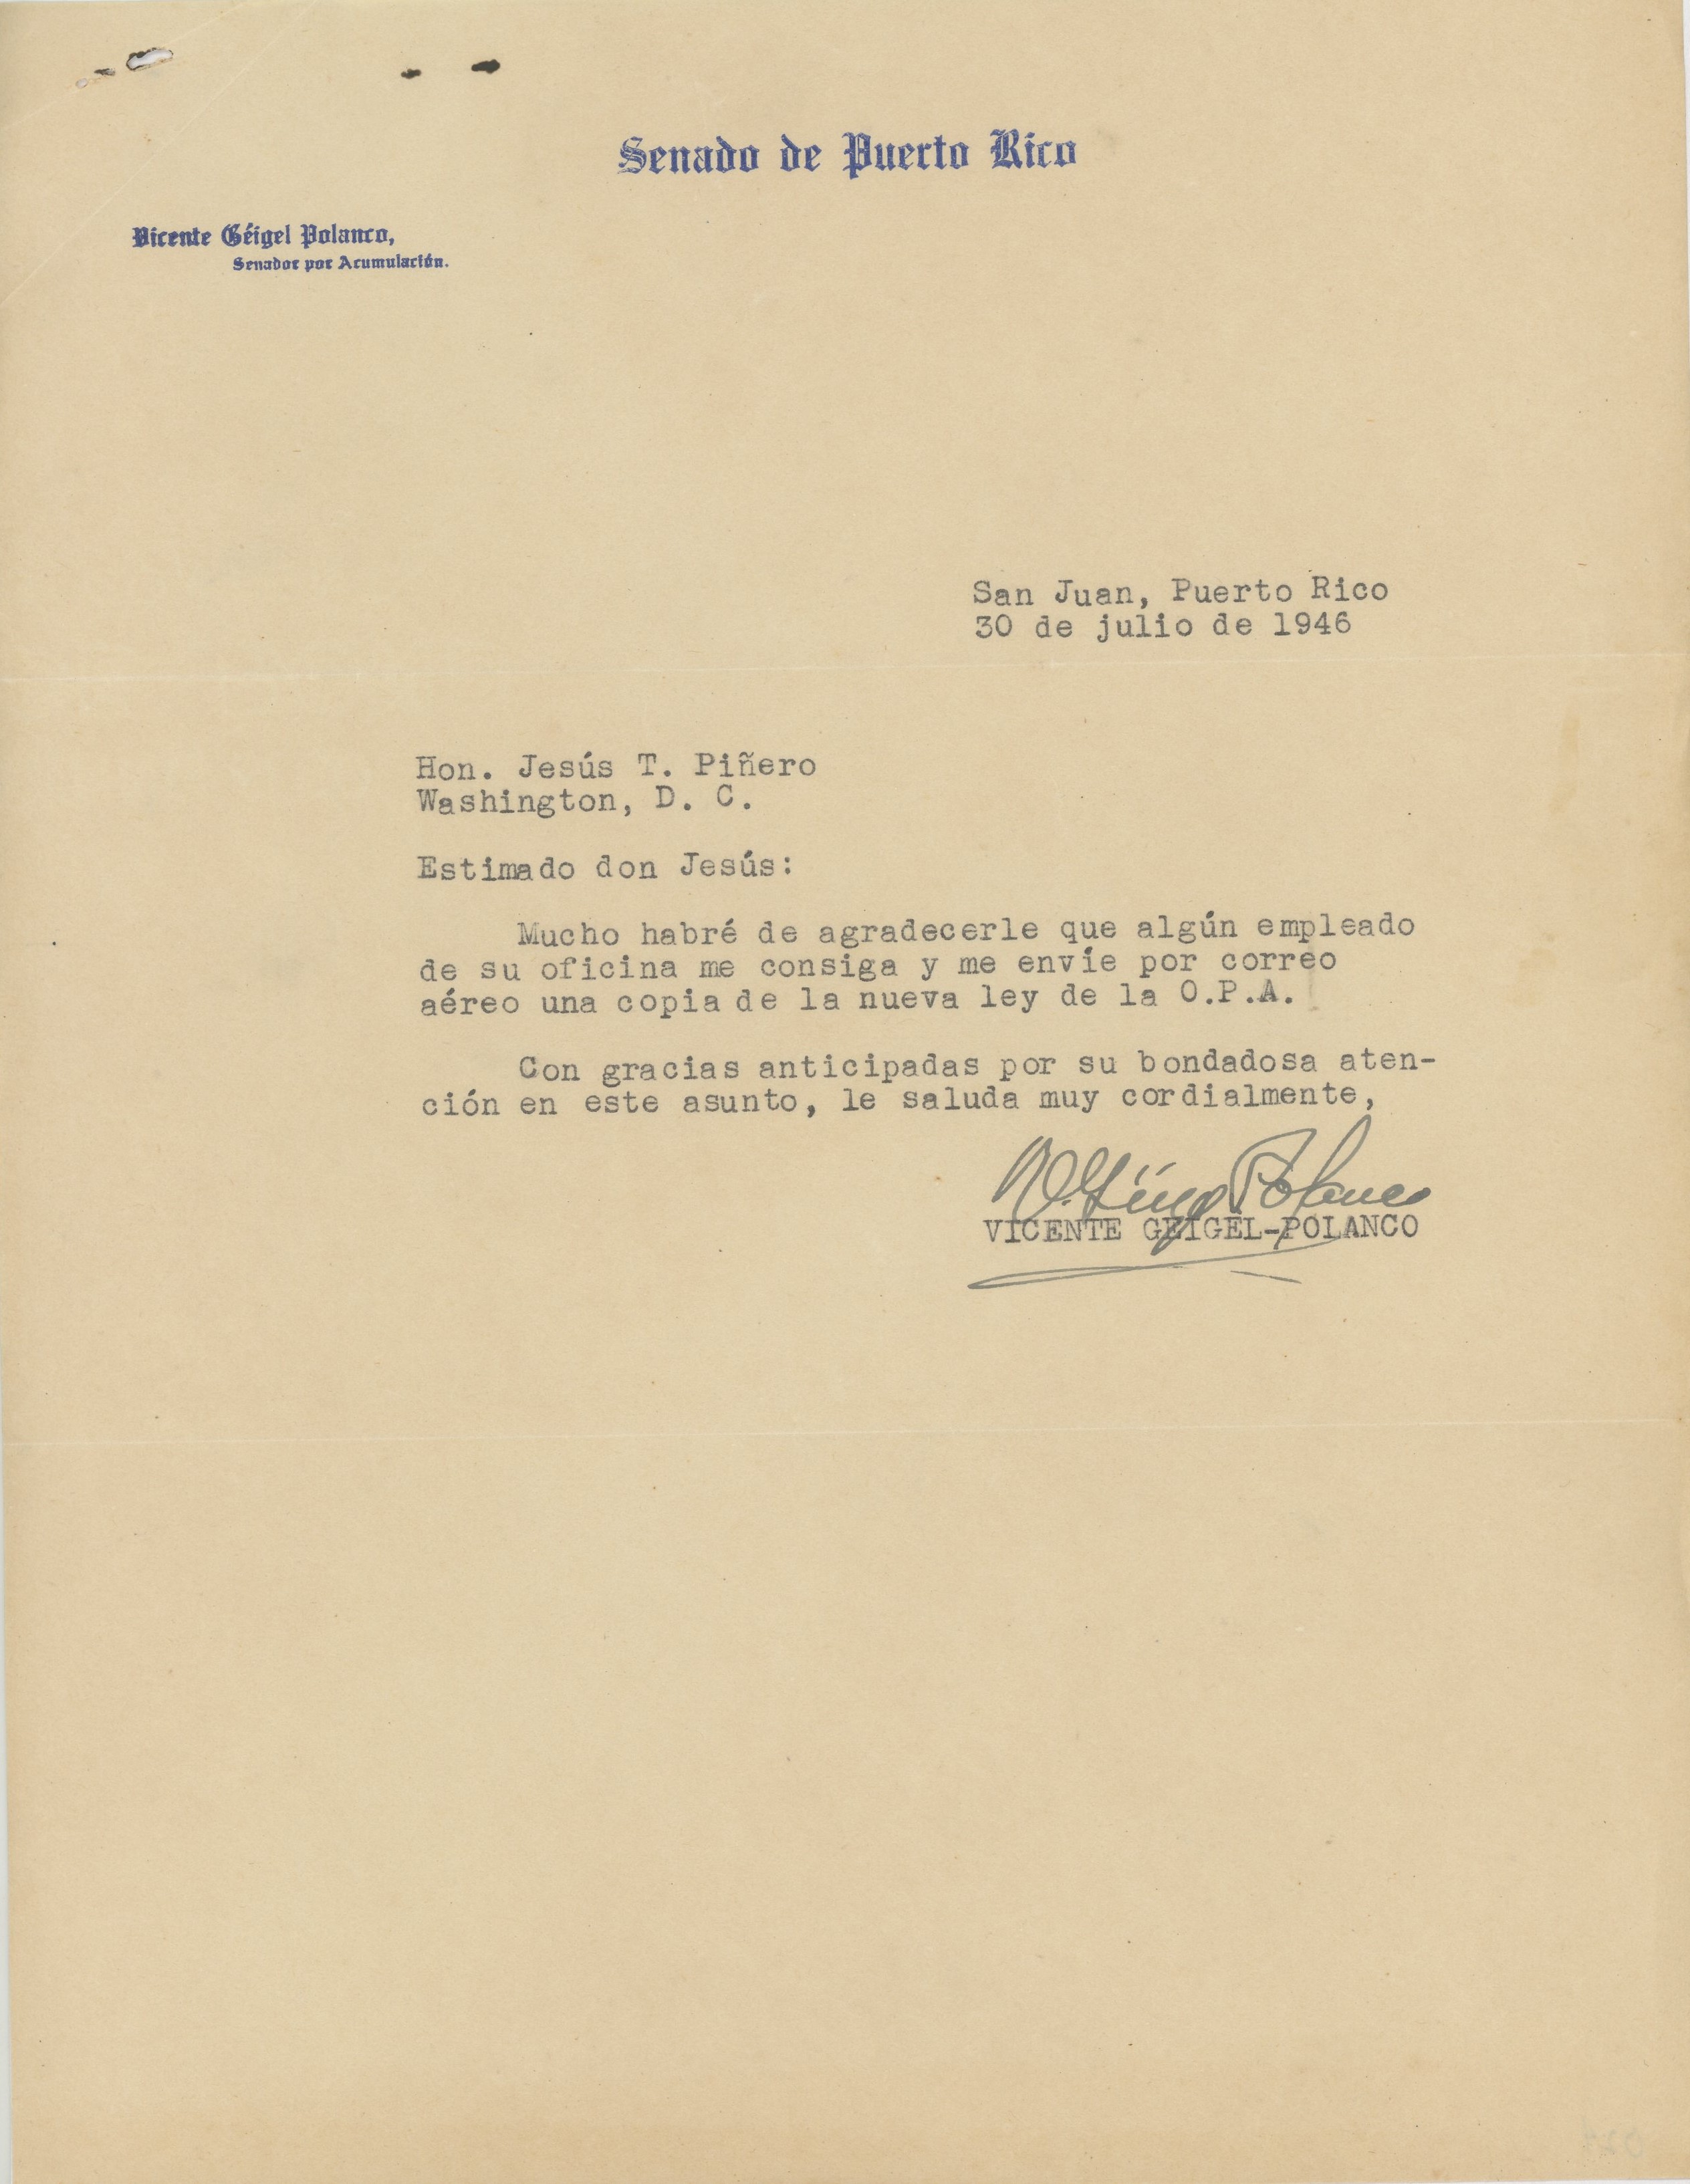 Senado de Puerto Rico
Vicente Géigel Polanco,
Senador por Acumulación.
San Juan, Puerto Rico
30 de julio de 1946
Hon. Jesús T. Piñero
Washington, D. C.
Estimado don Jesús:
Mucho habré de agradecerle que algún empleado
de su oficina me consiga y me envíe por correo
aéreo una copia de la nueva ley de la O.P.A.
Con gracias anticipadas por su bondadosa aten-
ción en este asunto, le saluda muy cordialmente,
V. Géigel Polanco
VICENTE GEIGEL-POLANCO